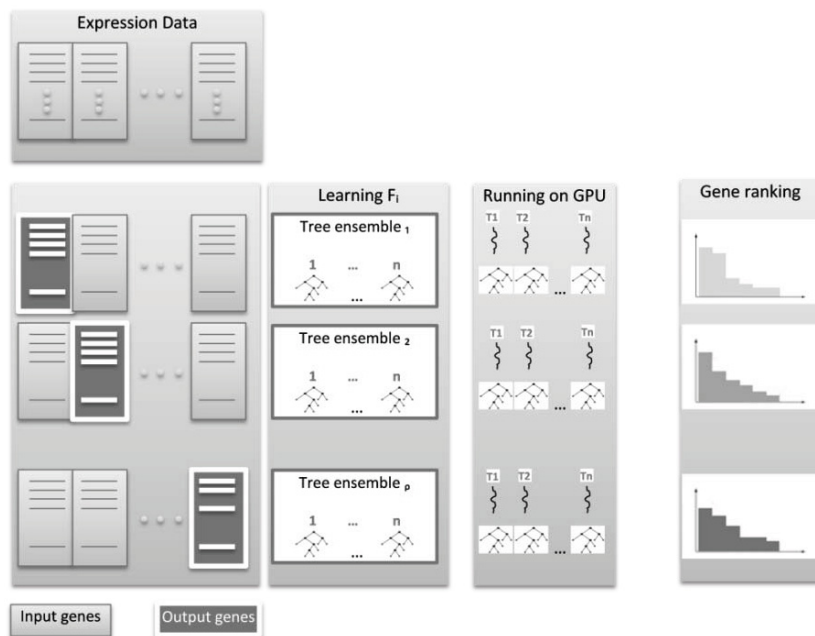 Expression Data
Learning Fi
Running on GPU
Gene ranking
Tree ensemble 1
1 ... n
...
T1 T2 Tn
...
Tree ensemble 2
1 ... n
...
T1 T2 Tn
...
Tree ensemble p
1 ... n
...
T1 T2 Tn
...
Input genes
Output genes